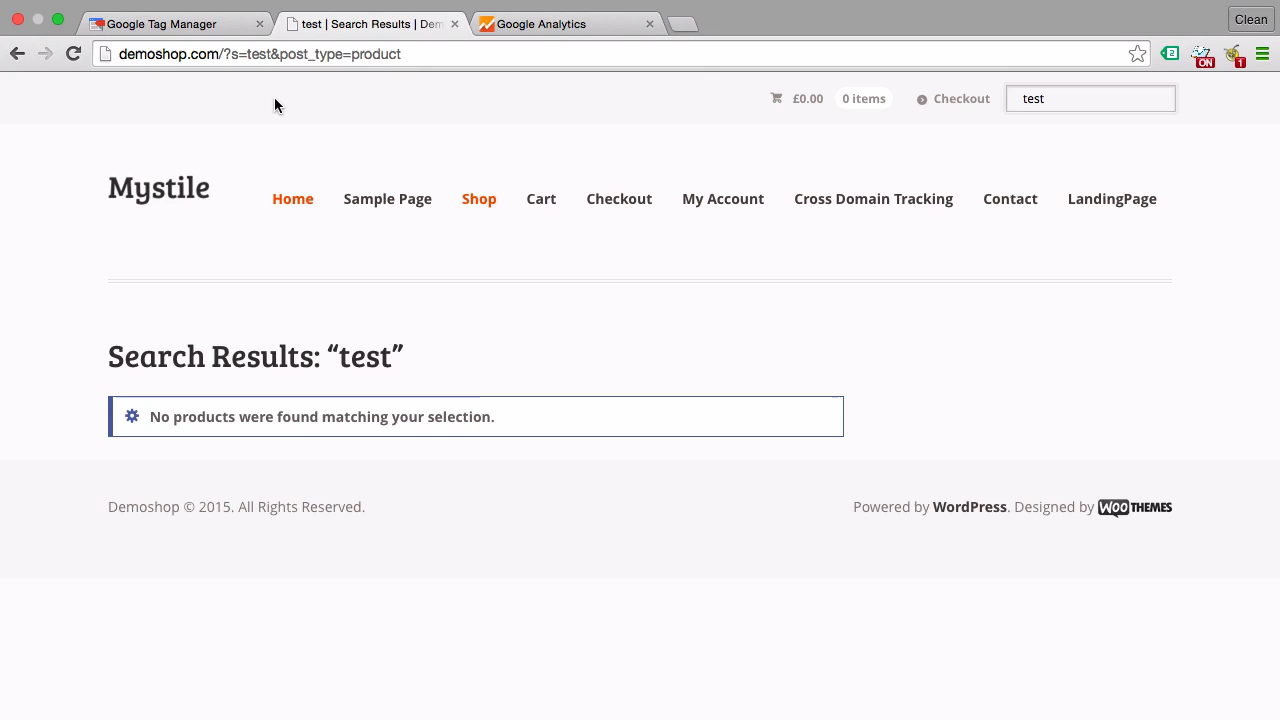 Google Tag Manager
test | Search Results | Dem
Google Analytics
Clean
demoshop.com/?s=test&post_type=product
2
ON
1
£0.00 0 items Checkout test
Mystile
Home Sample Page Shop Cart Checkout My Account Cross Domain Tracking Contact LandingPage
Search Results: “test”
No products were found matching your selection.
Demoshop © 2015. All Rights Reserved.
Powered by WordPress. Designed by WOOTHEMES